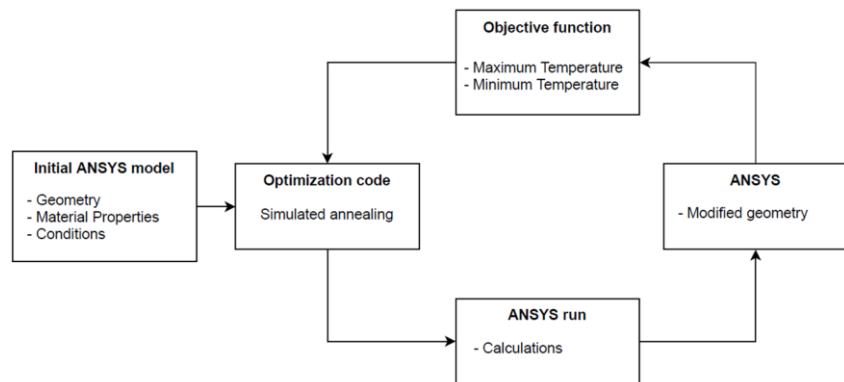 Objective function
- Maximum Temperature
- Minimum Temperature
Initial ANSYS model
- Geometry
- Material Properties
- Conditions
Optimization code
Simulated annealing
ANSYS
- Modified geometry
ANSYS run
- Calculations